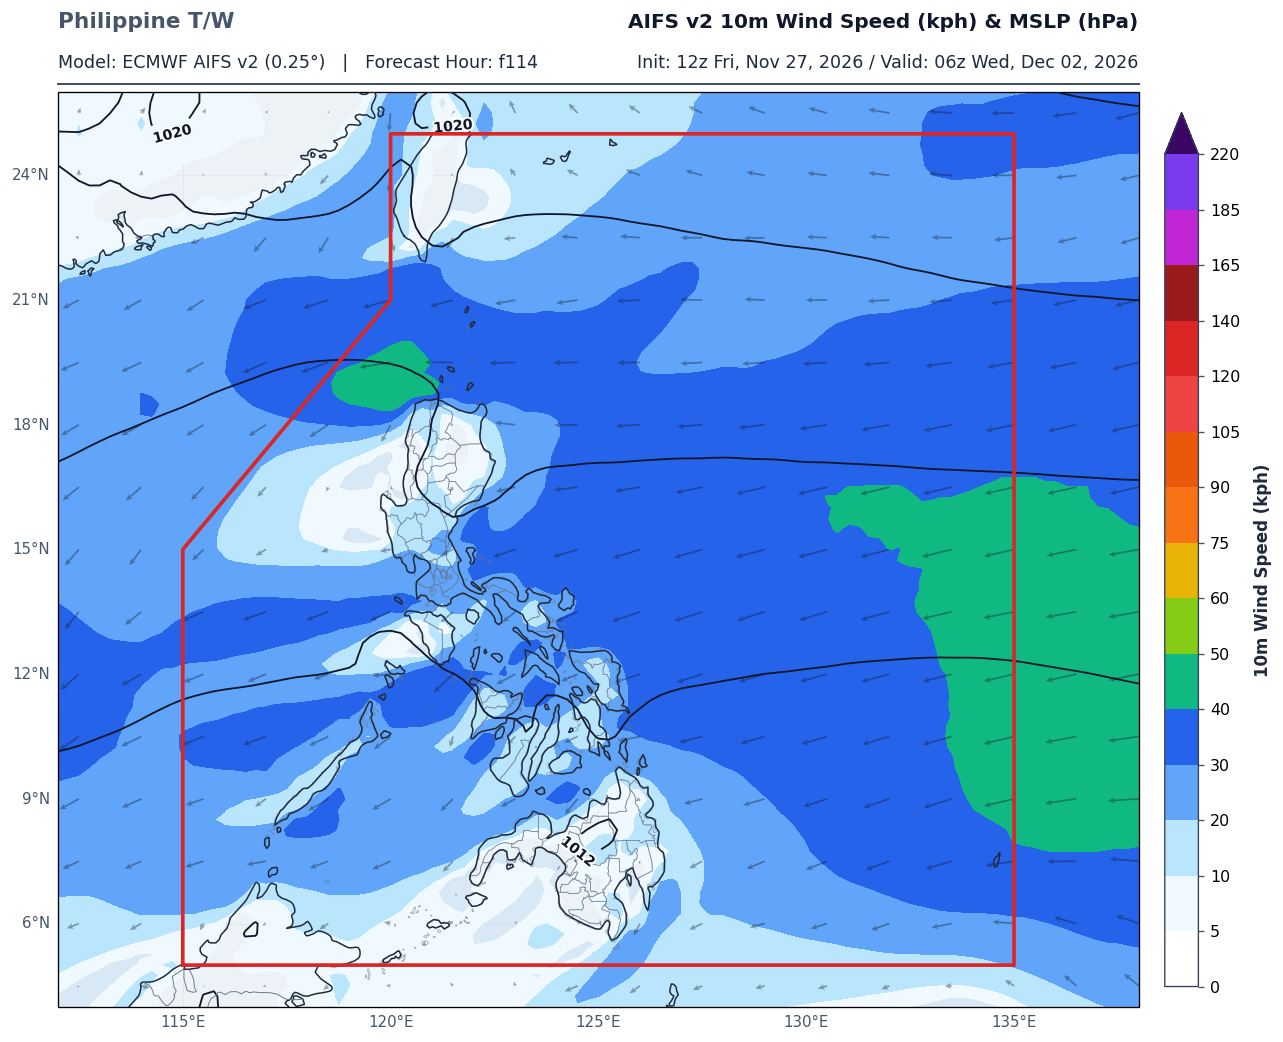 Philippine T/W
AIFS v2 10m Wind Speed (kph) & MSLP (hPa)
Model: ECMWF AIFS v2 (0.25°) | Forecast Hour: f114
Init: 12z Fri, Nov 27, 2026 / Valid: 06z Wed, Dec 02, 2026
1020
1020
1012
24°N
21°N
18°N
15°N
12°N
9°N
6°N
115°E
120°E
125°E
130°E
135°E
220
185
165
140
120
105
90
75
60
50
40
30
20
10
5
0
10m Wind Speed (kph)